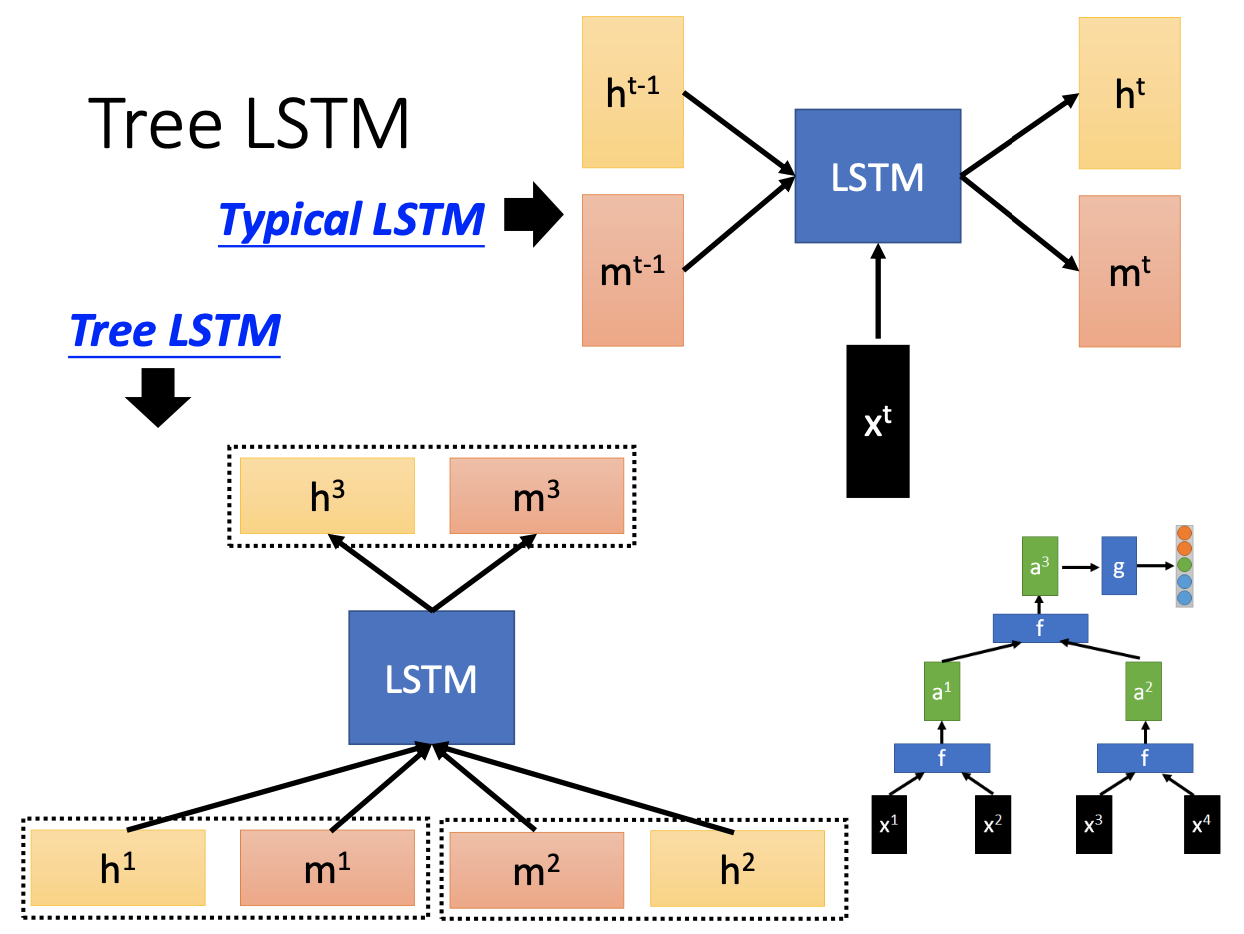 Tree LSTM
Typical LSTM
h^t-1
m^t-1
LSTM
h^t
m^t
x^t
Tree LSTM
h^3
m^3
LSTM
h^1
m^1
m^2
h^2
a^3
g
f
a^1
a^2
f
f
x^1
x^2
x^3
x^4